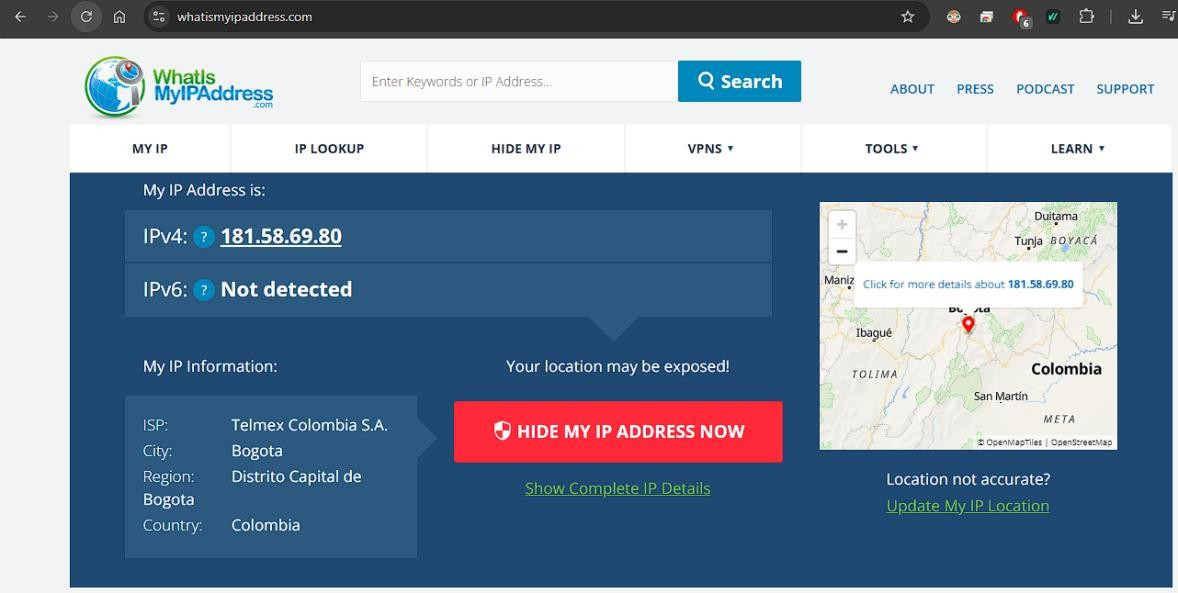 whatismyipaddress.com
6
WhatIs
MyIPAddress
.com
Enter Keywords or IP Address...
Search
ABOUT PRESS PODCAST SUPPORT
MY IP IP LOOKUP HIDE MY IP VPNS TOOLS LEARN
My IP Address is:
IPv4: ? 181.58.69.80
IPv6: ? Not detected
My IP Information:
ISP: Telmex Colombia S.A.
City: Bogota
Region: Distrito Capital de
Bogota
Country: Colombia
Your location may be exposed!
HIDE MY IP ADDRESS NOW
Show Complete IP Details
+
−
Duitama
Tunja BOYACÁ
Maniz
Click for more details about 181.58.69.80
Ibagué
Colombia
TOLIMA
San Martín
META
© OpenMapTiles | OpenStreetMap
Location not accurate?
Update My IP Location